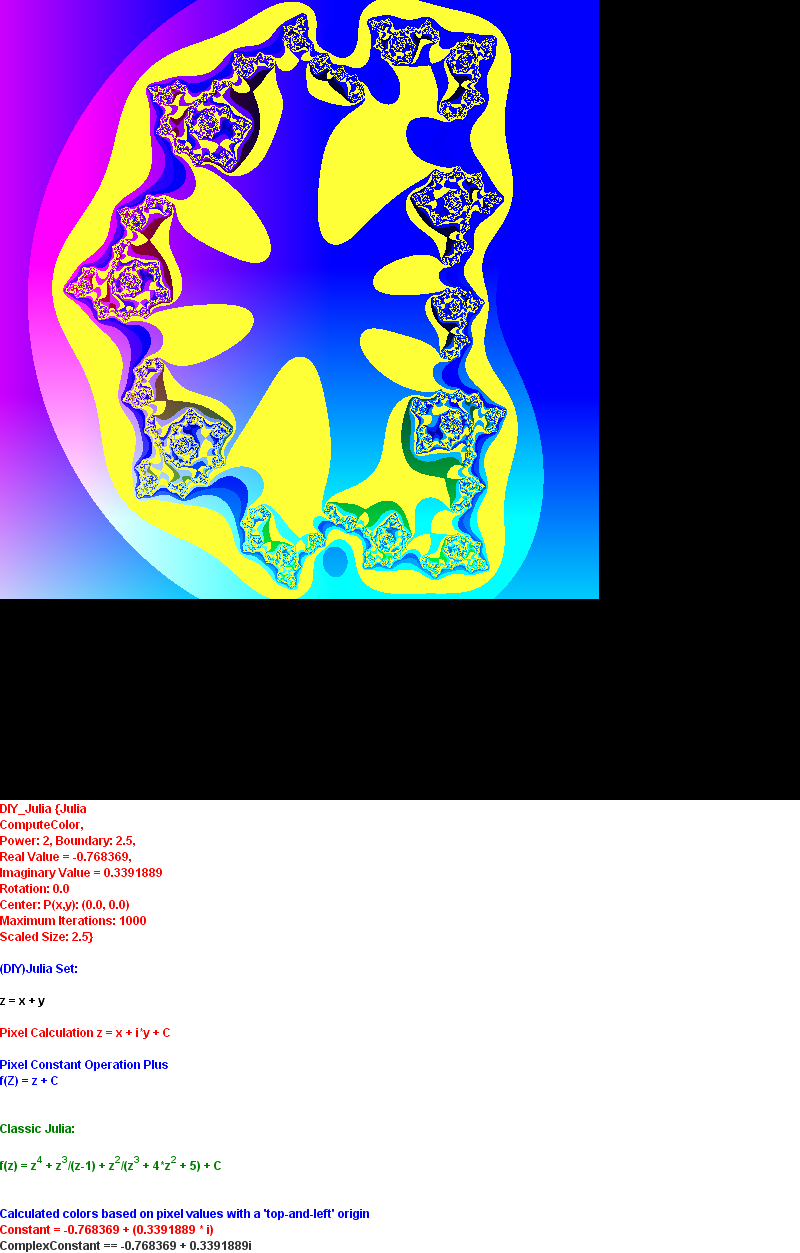 DIY_Julia {Julia
ComputeColor,
Power: 2, Boundary: 2.5,
Real Value = -0.768369,
Imaginary Value = 0.3391889
Rotation: 0.0
Center: P(x,y): (0.0, 0.0)
Maximum Iterations: 1000
Scaled Size: 2.5}
(DIY)Julia Set:
z = x + y
Pixel Calculation z = x + i*y + C
Pixel Constant Operation Plus
f(Z) = z + C
Classic Julia:
f(z) = z^4 + z^3/(z-1) + z^2/(z^3 + 4*z^2 + 5) + C
Calculated colors based on pixel values with a 'top-and-left' origin
Constant = -0.768369 + (0.3391889 * i)
ComplexConstant == -0.768369 + 0.3391889i